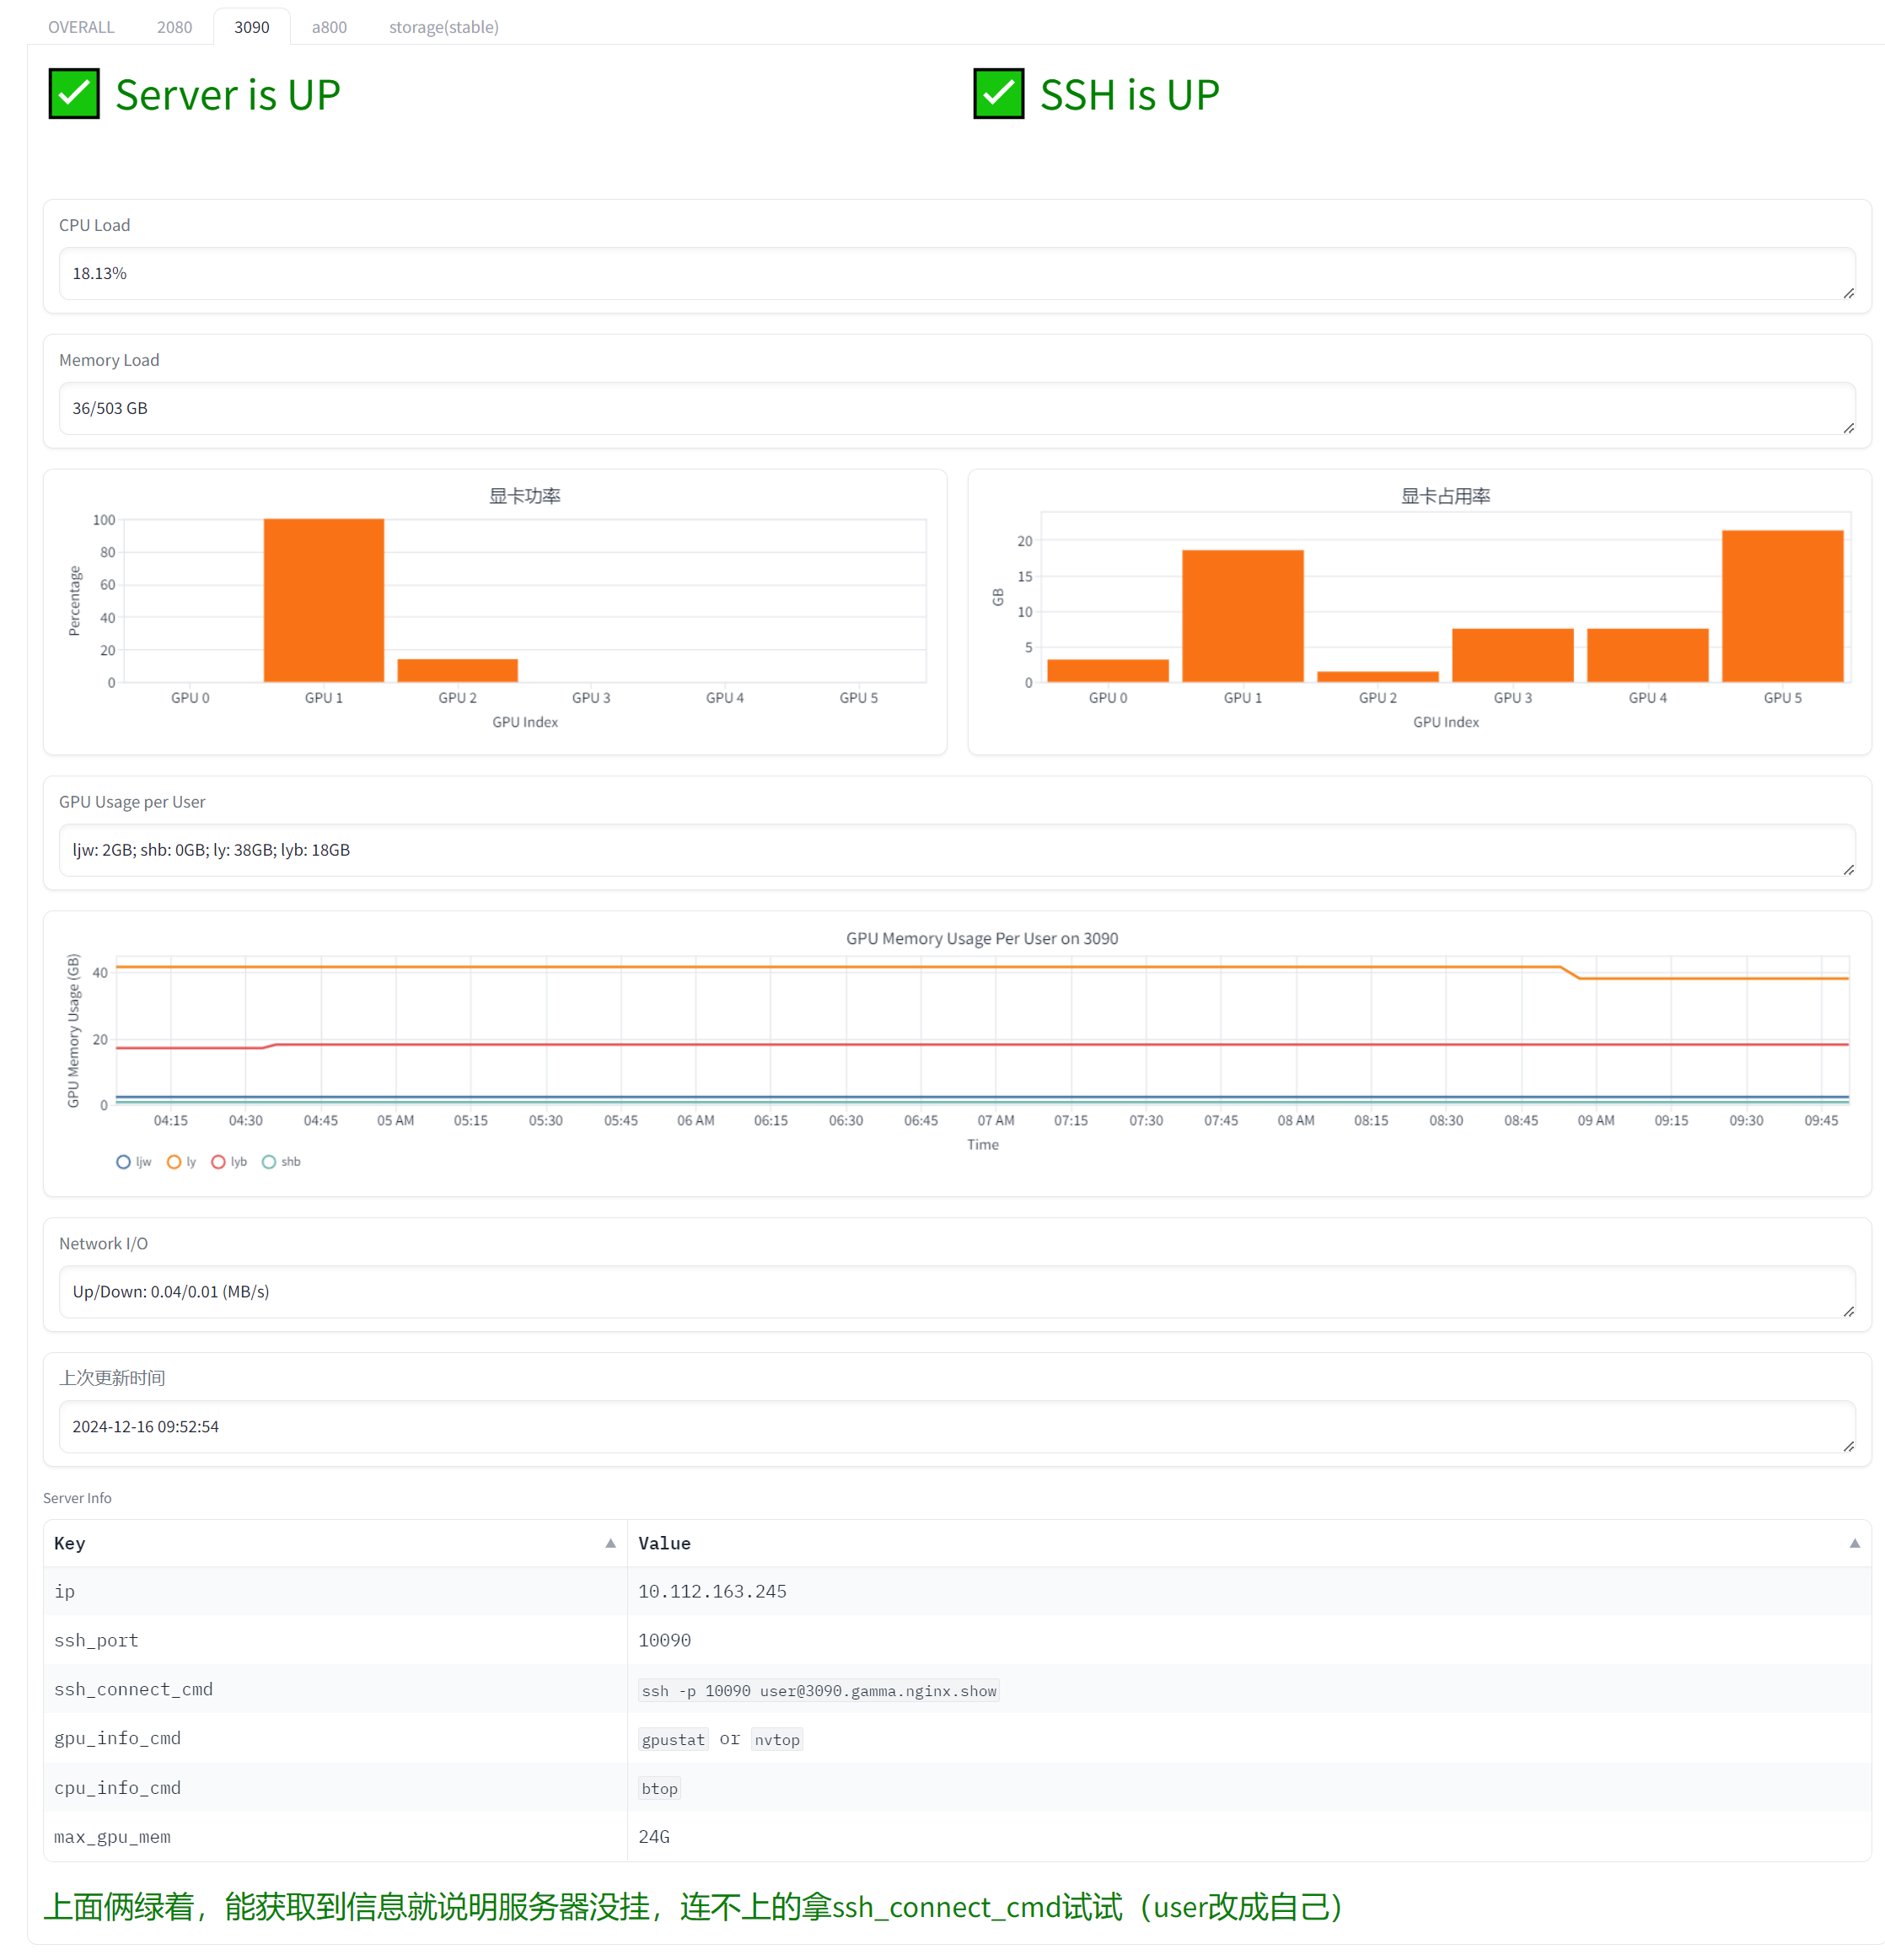 OVERALL 2080 3090 a800 storage(stable)
Server is UP SSH is UP
CPU Load
18.13%
Memory Load
36/503 GB
显卡功率
Percentage
100
80
60
40
20
0
GPU 0 GPU 1 GPU 2 GPU 3 GPU 4 GPU 5
GPU Index
显卡占用率
GB
20
15
10
5
0
GPU 0 GPU 1 GPU 2 GPU 3 GPU 4 GPU 5
GPU Index
GPU Usage per User
ljw: 2GB; shb: 0GB; ly: 38GB; lyb: 18GB
GPU Memory Usage Per User on 3090
GPU Memory Usage (GB)
40
20
0
04:15 04:30 04:45 05 AM 05:15 05:30 05:45 06 AM 06:15 06:30 06:45 07 AM 07:15 07:30 07:45 08 AM 08:15 08:30 08:45 09 AM 09:15 09:30 09:45
Time
ljw ly lyb shb
Network I/O
Up/Down: 0.04/0.01 (MB/s)
上次更新时间
2024-12-16 09:52:54
Server Info
Key Value
ip 10.112.163.245
ssh_port 10090
ssh_connect_cmd ssh -p 10090 user@3090.gamma.nginx.show
gpu_info_cmd gpustat or nvtop
cpu_info_cmd btop
max_gpu_mem 24G
上面俩绿着，能获取到信息就说明服务器没挂，连不上的拿ssh_connect_cmd试试（user改成自己）